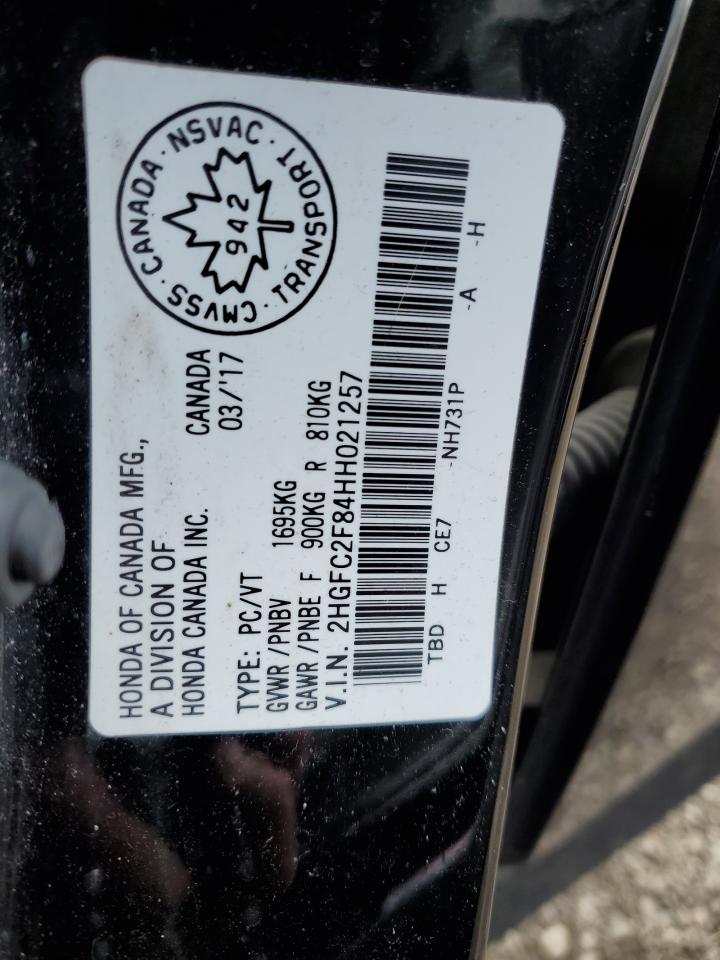 HONDA OF CANADA MFG.,
A DIVISION OF
HONDA CANADA INC.
CANADA
03/'17
TYPE: PC/VT
GVWR /PNBV 1695KG
GAWR /PNBE F 900KG R 810KG
V.I.N. 2HGFC2F84HH021257
TBD H CE7 -NH731P -A -H
CMVSS · CANADA · NSVAC · TRANSPORT ·
942